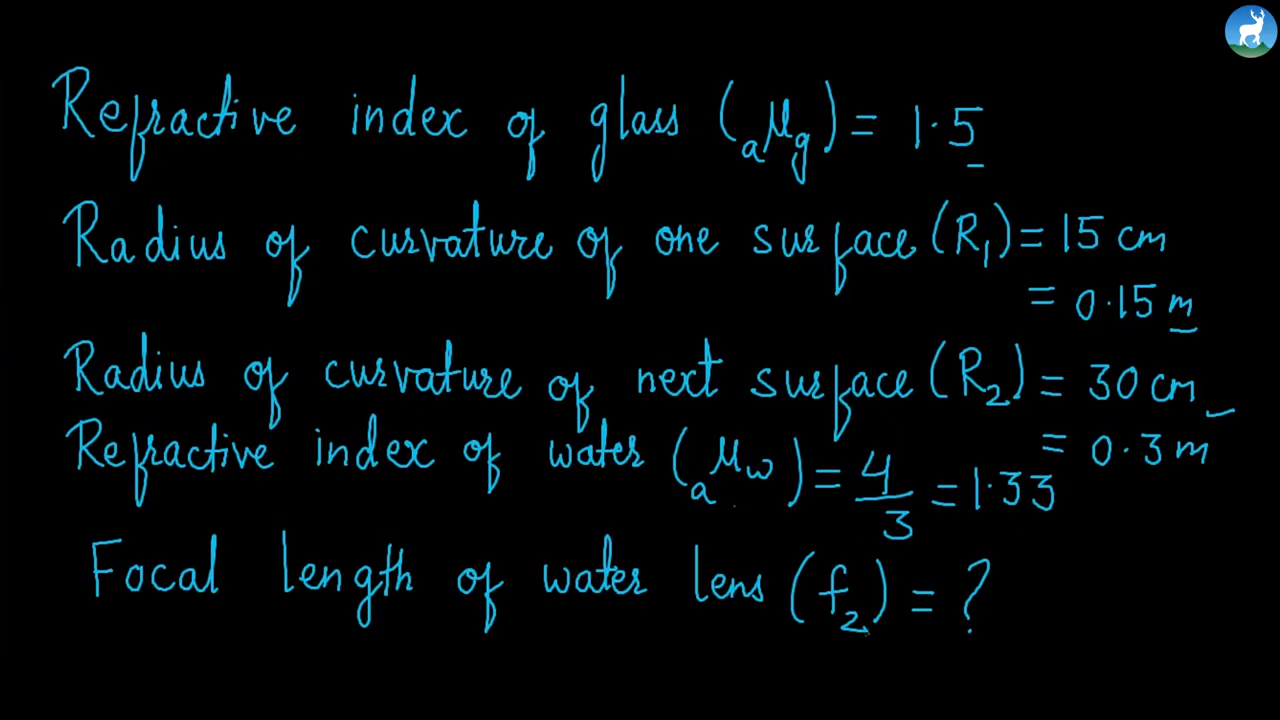 Refractive index of glass (aμg) = 1.5
Radius of curvature of one surface (R1) = 15 cm
= 0.15 m
Radius of curvature of next surface (R2) = 30 cm
= 0.3 m
Refractive index of water (aμw) = 4/3 = 1.33
Focal length of water lens (f2) = ?